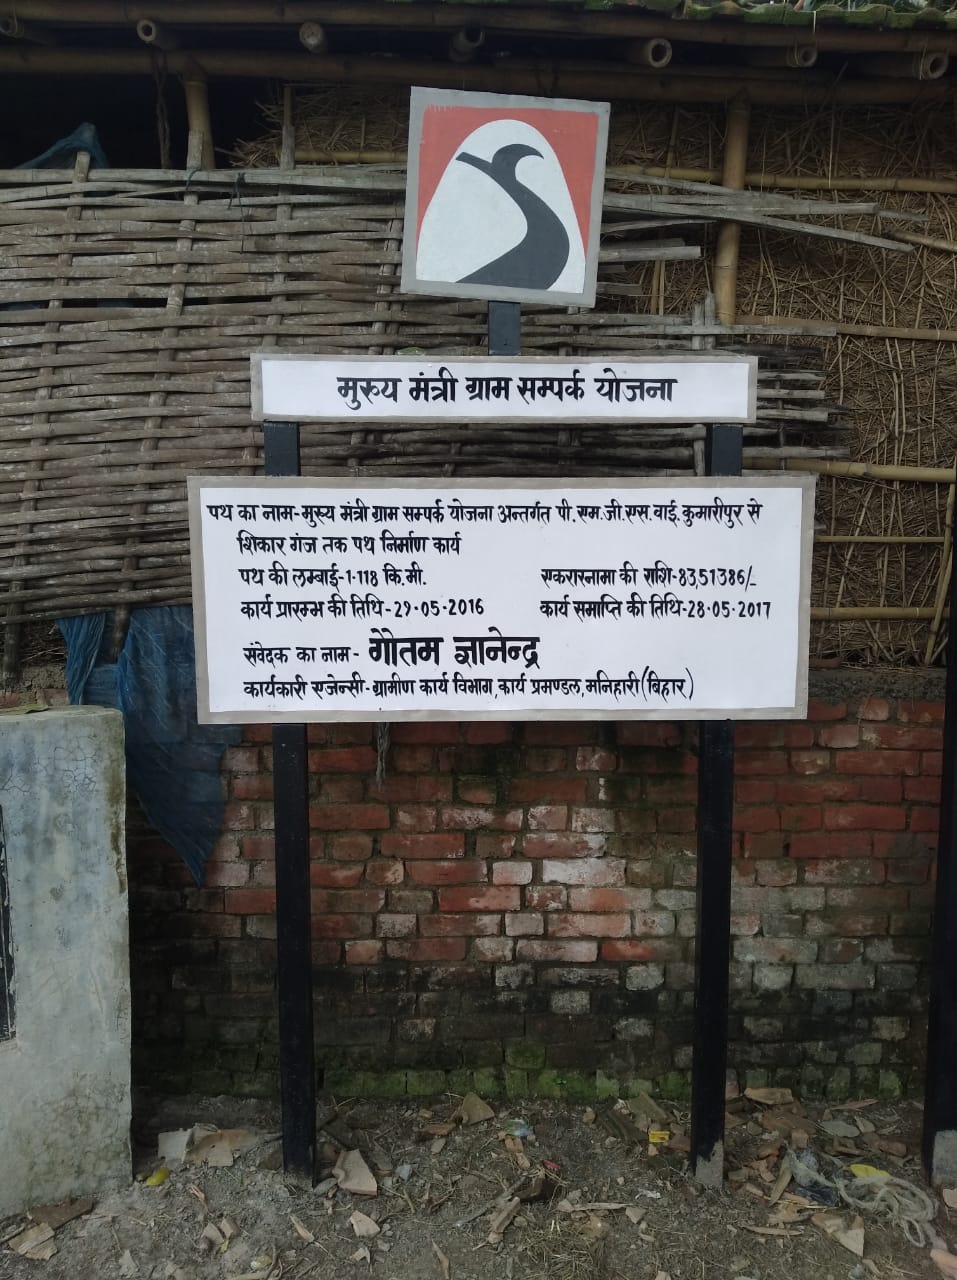 मुख्य मंत्री ग्राम सम्पर्क योजना
पथ का नाम-मुख्य मंत्री ग्राम सम्पर्क योजना अन्तर्गत पी.एम.जी.एस.वाई. कुमारीपुर से
शिकार गंज तक पथ निर्माण कार्य
पथ की लम्बाई-1.118 कि.मी. एकरारनामा की राशि-83,51386/-
कार्य प्रारम्भ की तिथि-29.05.2016 कार्य समाप्ति की तिथि-28.05.2017
संवेदक का नाम- गौतम ज्ञानेन्द्र
कार्यकारी एजेन्सी-ग्रामीण कार्य विभाग,कार्य प्रमण्डल,मनिहारी(बिहार)